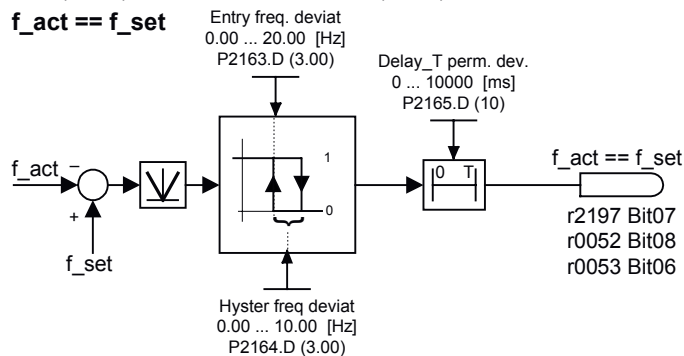 f_act == f_set
Entry freq. deviat
0.00 ... 20.00 [Hz]
P2163.D (3.00)
Delay_T perm. dev.
0 ... 10000 [ms]
P2165.D (10)
f_act
–
+
f_set
1
0
0 T
f_act == f_set
r2197 Bit07
r0052 Bit08
r0053 Bit06
Hyster freq deviat
0.00 ... 10.00 [Hz]
P2164.D (3.00)